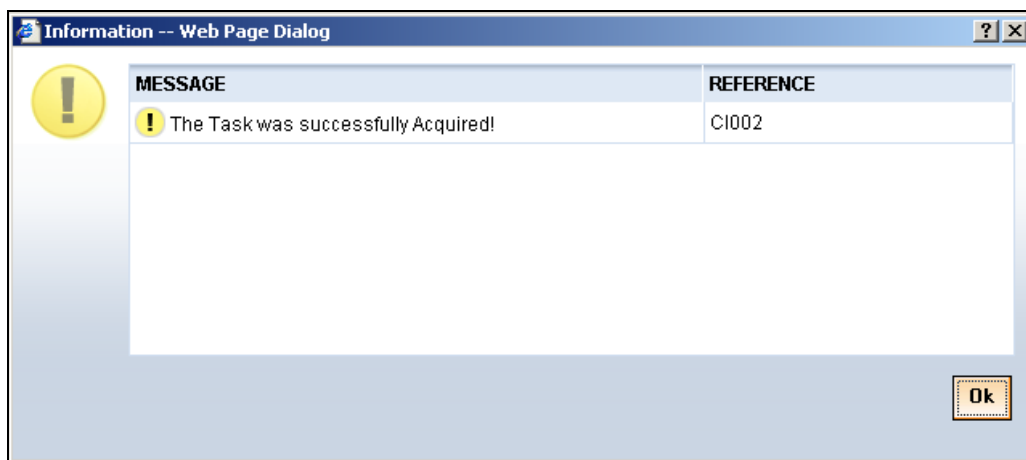 Information -- Web Page Dialog
MESSAGE REFERENCE
The Task was successfully Acquired! CI002
Ok